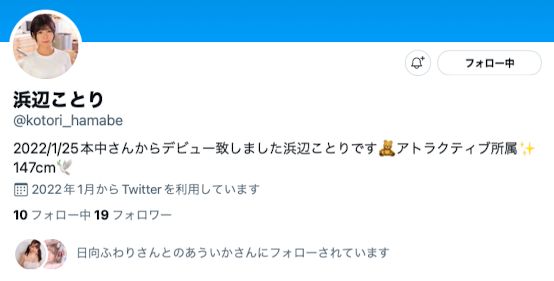 フォロー中
浜辺ことり
@kotori_hamabe
2022/1/25本中さんからデビュー致しました浜辺ことりです🧸アトラクティブ所属✨
147cm🕊
2022年1月からTwitterを利用しています
10 フォロー中 19 フォロワー
日向ふわりさんとのあういかさんにフォローされています